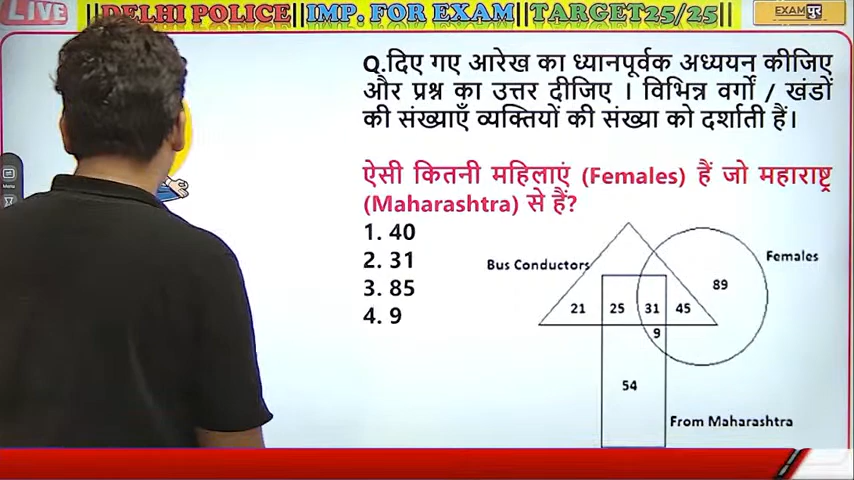 LIVE
||DELHI POLICE||IMP. FOR EXAM||TARGET25/25||
EXAMपुर
Menu
Q.दिए गए आरेख का ध्यानपूर्वक अध्ययन कीजिए
और प्रश्न का उत्तर दीजिए । विभिन्न वर्गों / खंडों
की संख्याएँ व्यक्तियों की संख्या को दर्शाती हैं।
ऐसी कितनी महिलाएं (Females) हैं जो महाराष्ट्र
(Maharashtra) से हैं?
1. 40
2. 31
3. 85
4. 9
Bus Conductors
Females
89
21 25 31 45
9
54
From Maharashtra